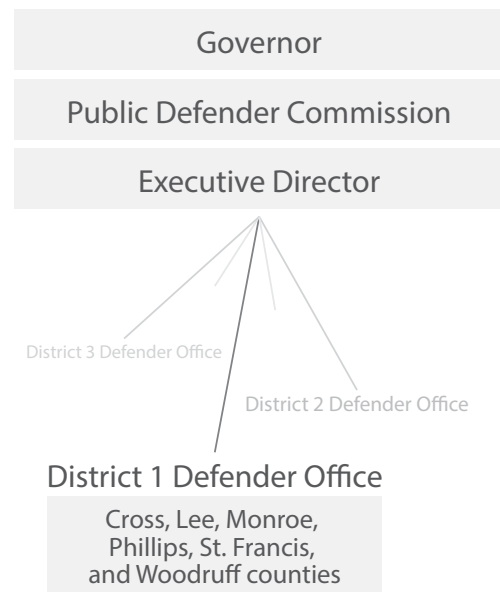 Governor
Public Defender Commission
Executive Director
District 3 Defender Office
District 2 Defender Office
District 1 Defender Office
Cross, Lee, Monroe,
Phillips, St. Francis,
and Woodruff counties